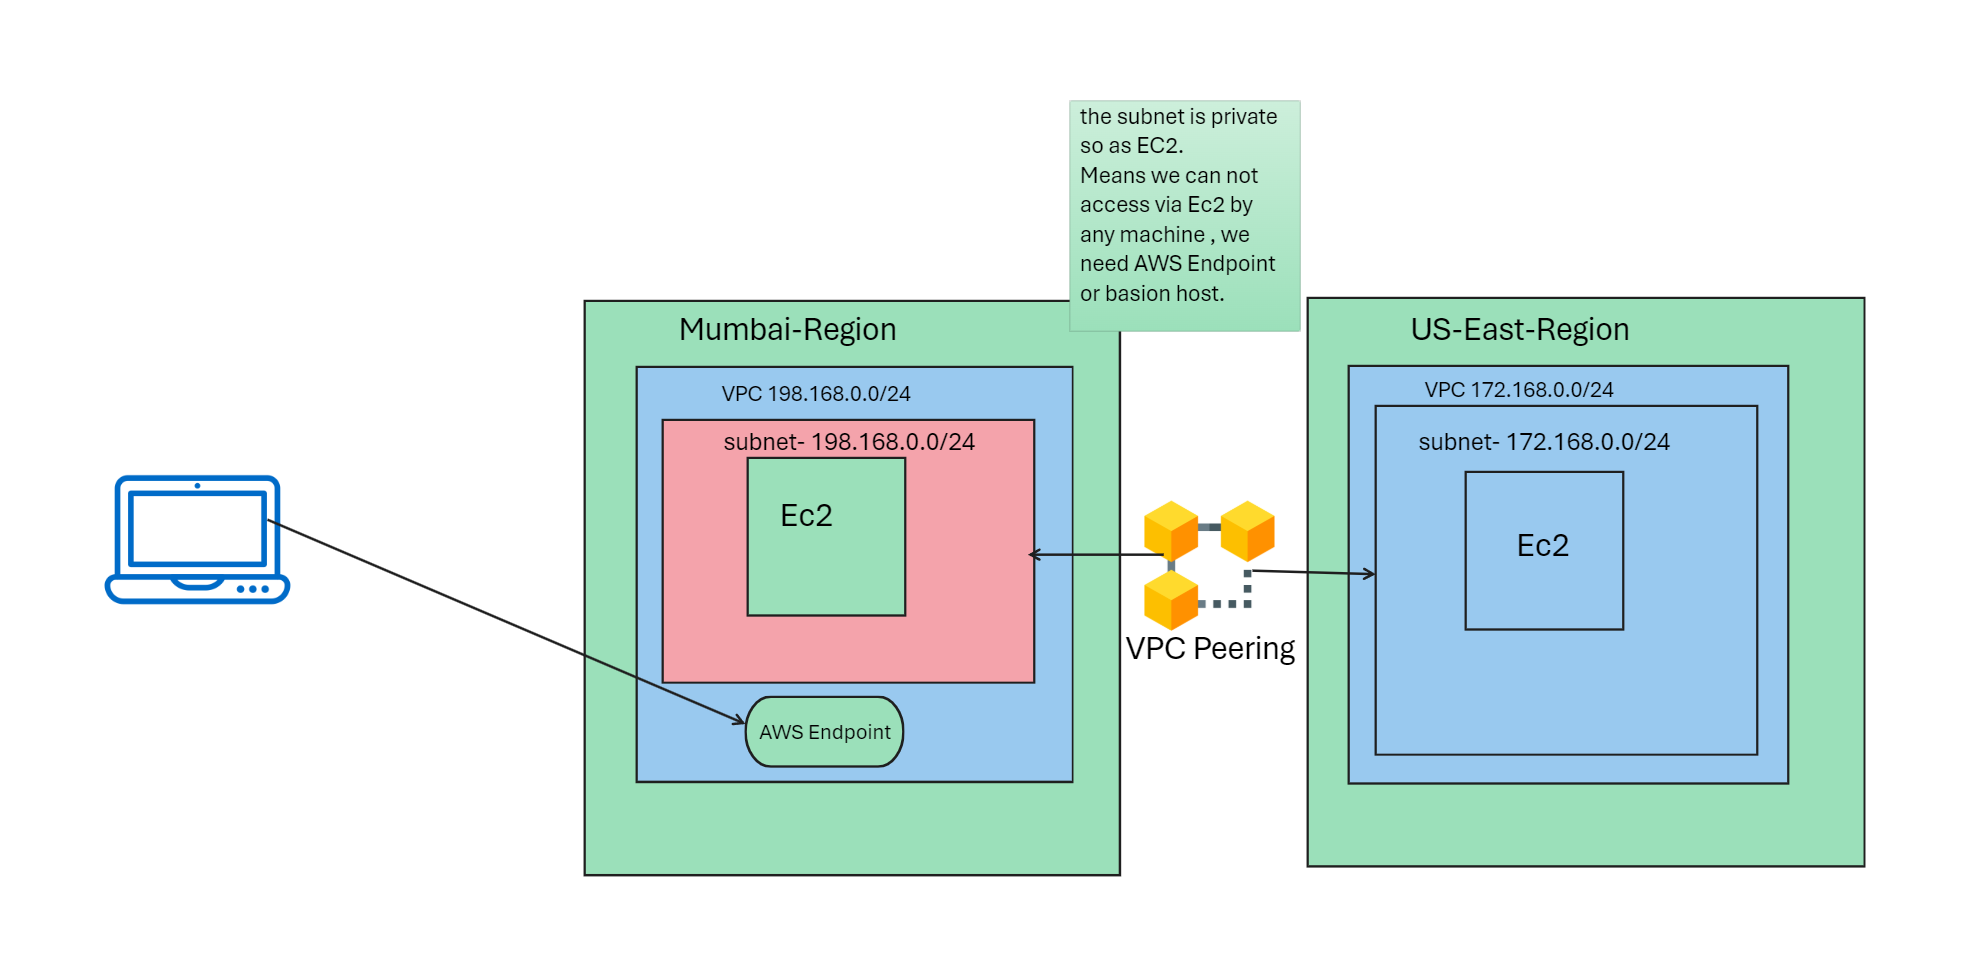 the subnet is private
so as EC2.
Means we can not
access via Ec2 by
any machine , we
need AWS Endpoint
or basion host.
Mumbai-Region
VPC 198.168.0.0/24
subnet- 198.168.0.0/24
Ec2
AWS Endpoint
VPC Peering
US-East-Region
VPC 172.168.0.0/24
subnet- 172.168.0.0/24
Ec2